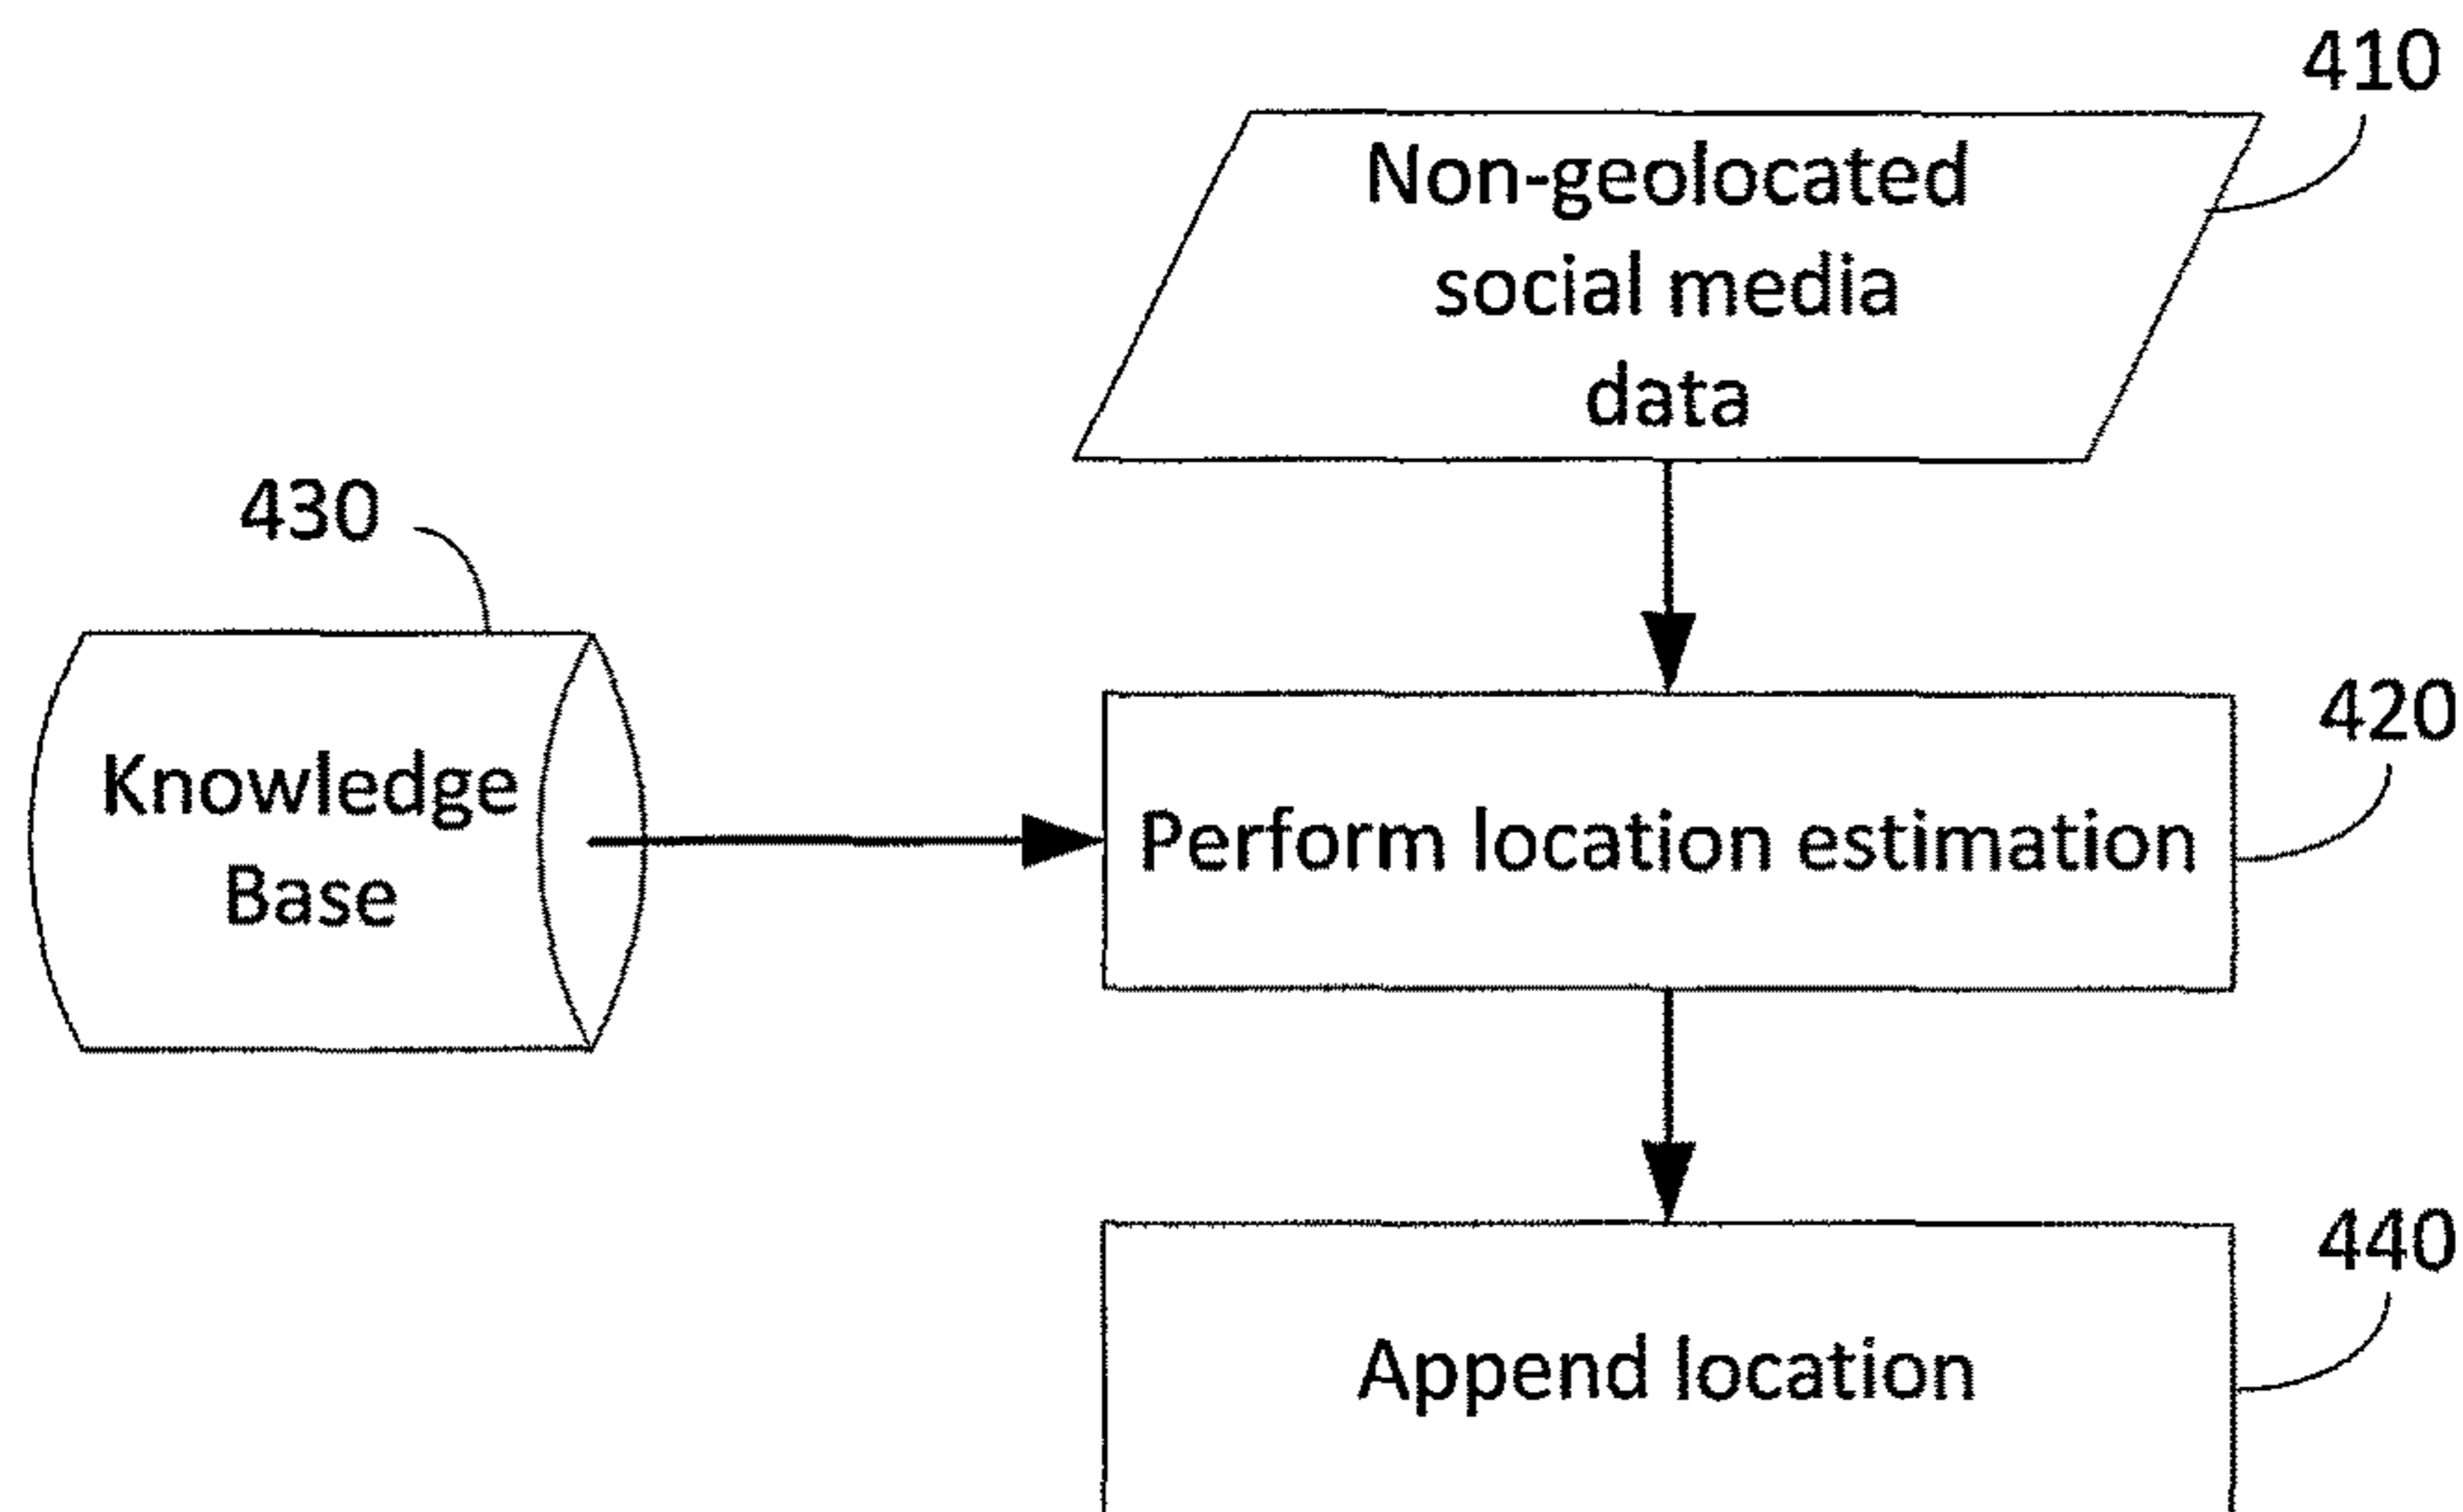 410
Non-geolocated
social media
data
430
Knowledge
Base
420
Perform location estimation
440
Append location